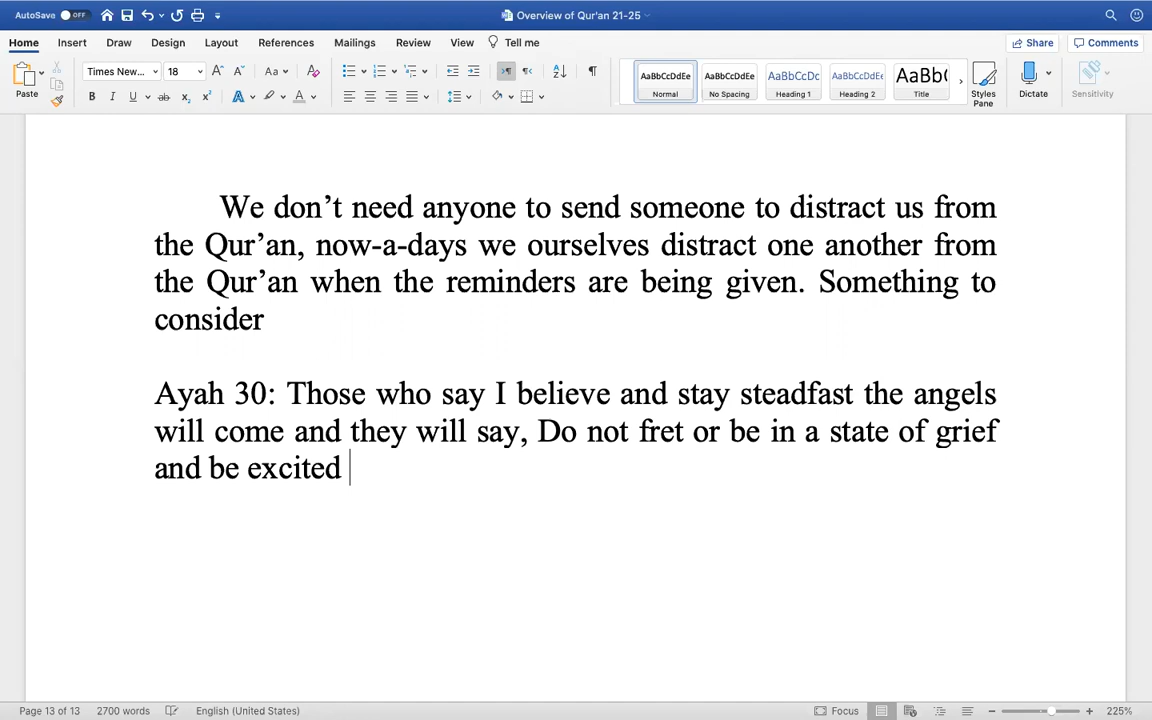 AutoSave OFF Overview of Qur'an 21-25
Home Insert Draw Design Layout References Mailings Review View Tell me Share Comments
Paste Times New... 18 Aa AaBbCcDdEe AaBbCcDdEe AaBbCcDc AaBbCcDdEe AaBb( Styles Pane Dictate Sensitivity
B I U ab x₂ x² A A Normal No Spacing Heading 1 Heading 2 Title
We don’t need anyone to send someone to distract us from
the Qur’an, now-a-days we ourselves distract one another from
the Qur’an when the reminders are being given. Something to
consider
Ayah 30: Those who say I believe and stay steadfast the angels
will come and they will say, Do not fret or be in a state of grief
and be excited
Page 13 of 13 2700 words English (United States) Focus 225%